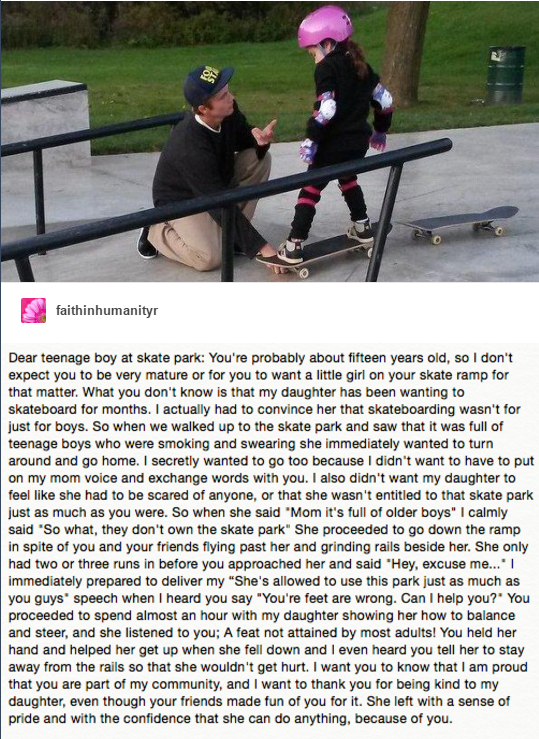 faithinhumanityr
Dear teenage boy at skate park: You're probably about fifteen years old, so I don't
expect you to be very mature or for you to want a little girl on your skate ramp for
that matter. What you don't know is that my daughter has been wanting to
skateboard for months. I actually had to convince her that skateboarding wasn't for
just for boys. So when we walked up to the skate park and saw that it was full of
teenage boys who were smoking and swearing she immediately wanted to turn
around and go home. I secretly wanted to go too because I didn't want to have to put
on my mom voice and exchange words with you. I also didn't want my daughter to
feel like she had to be scared of anyone, or that she wasn't entitled to that skate park
just as much as you were. So when she said "Mom it's full of older boys" I calmly
said "So what, they don't own the skate park" She proceeded to go down the ramp
in spite of you and your friends flying past her and grinding rails beside her. She only
had two or three runs in before you approached her and said "Hey, excuse me..." I
immediately prepared to deliver my "She's allowed to use this park just as much as
you guys" speech when I heard you say "You're feet are wrong. Can I help you?" You
proceeded to spend almost an hour with my daughter showing her how to balance
and steer, and she listened to you; A feat not attained by most adults! You held her
hand and helped her get up when she fell down and I even heard you tell her to stay
away from the rails so that she wouldn't get hurt. I want you to know that I am proud
that you are part of my community, and I want to thank you for being kind to my
daughter, even though your friends made fun of you for it. She left with a sense of
pride and with the confidence that she can do anything, because of you.